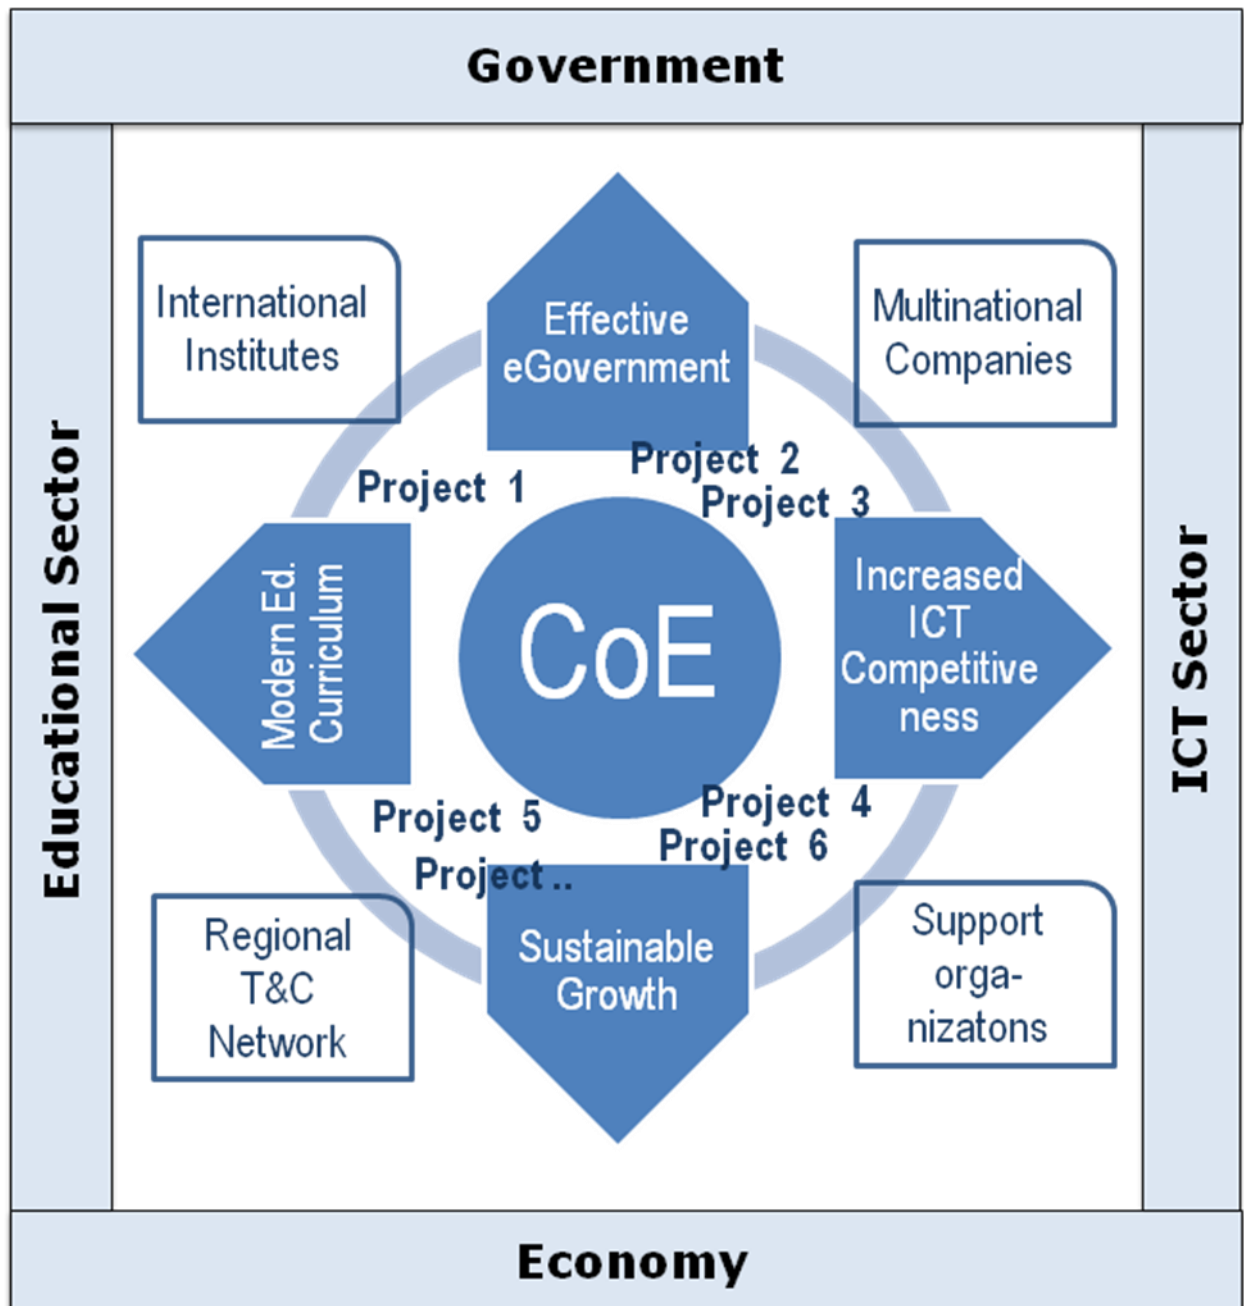 Government
International
Institutes
Effective
eGovernment
Multinational
Companies
Project 1
Project 2
Project 3
Educational Sector
Modern Ed.
Curriculum
CoE
Increased
ICT
Competitive
ness
ICT Sector
Project 5
Project ..
Project 4
Project 6
Regional
T&C
Network
Sustainable
Growth
Support
orga-
nizatons
Economy